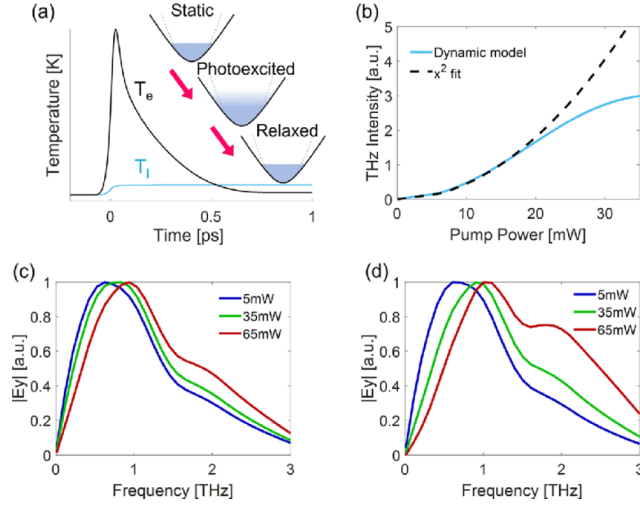 (a)
Static
Photoexcited
Relaxed
T_e
T_l
Temperature [K]
0
0.5
1
Time [ps]
(b)
Dynamic model
x² fit
THz Intensity [a.u.]
5
4
3
2
1
0
0
10
20
30
Pump Power [mW]
(c)
5mW
35mW
65mW
|Ey| [a.u.]
1
0.8
0.6
0.4
0.2
0
0
1
2
3
Frequency [THz]
(d)
5mW
35mW
65mW
|Ey| [a.u.]
1
0.8
0.6
0.4
0.2
0
0
1
2
3
Frequency [THz]